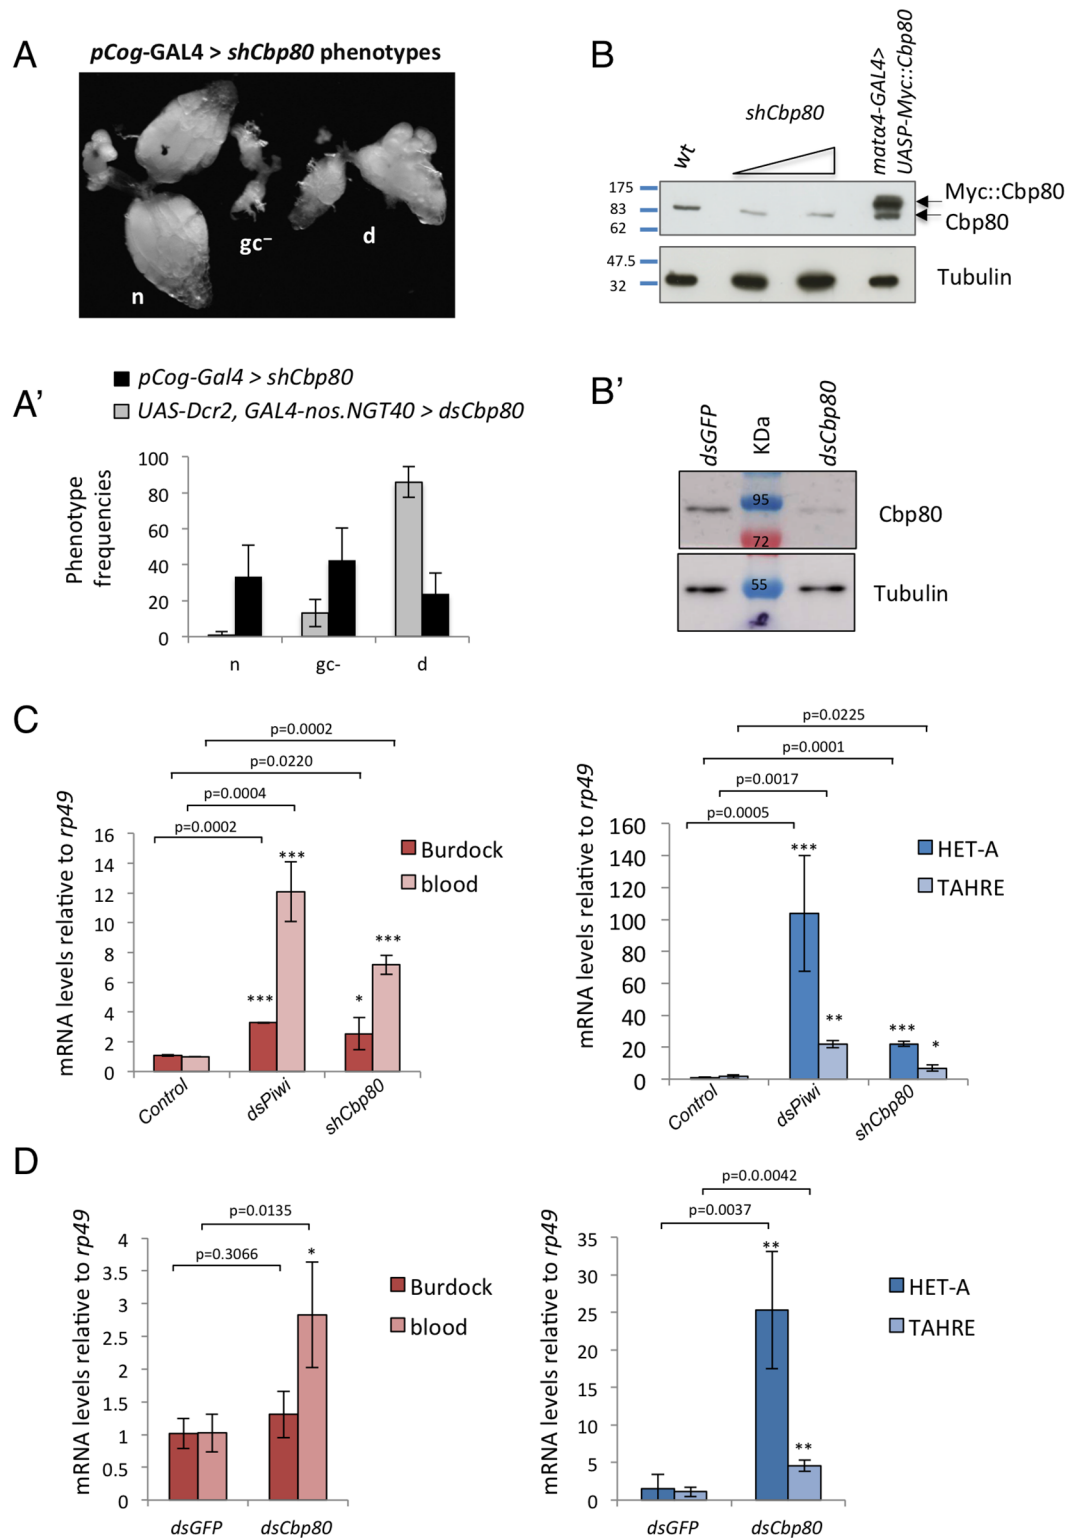 A
pCog-GAL4 > shCbp80 phenotypes
n
gc–
d
B
wt
shCbp80
matα4-GAL4>
UASP-Myc::Cbp80
175
83
62
Myc::Cbp80
Cbp80
47.5
32
Tubulin
A’
pCog-Gal4 > shCbp80
UAS-Dcr2, GAL4-nos.NGT40 > dsCbp80
Phenotype
frequencies
100
80
60
40
20
0
n
gc-
d
B’
dsGFP
KDa
dsCbp80
95
72
Cbp80
55
Tubulin
C
p=0.0002
p=0.0220
p=0.0004
p=0.0002
mRNA levels relative to rp49
16
14
12
10
8
6
4
2
0
***
***
*
***
Burdock
blood
Control
dsPiwi
shCbp80
p=0.0225
p=0.0001
p=0.0017
p=0.0005
mRNA levels relative to rp49
160
140
120
100
80
60
40
20
0
***
**
***
*
HET-A
TAHRE
Control
dsPiwi
shCbp80
D
p=0.0135
p=0.3066
mRNA levels relative to rp49
4
3.5
3
2.5
2
1.5
1
0.5
0
*
Burdock
blood
dsGFP
dsCbp80
p=0.0.0042
p=0.0037
mRNA levels relative to rp49
35
30
25
20
15
10
5
0
**
**
HET-A
TAHRE
dsGFP
dsCbp80